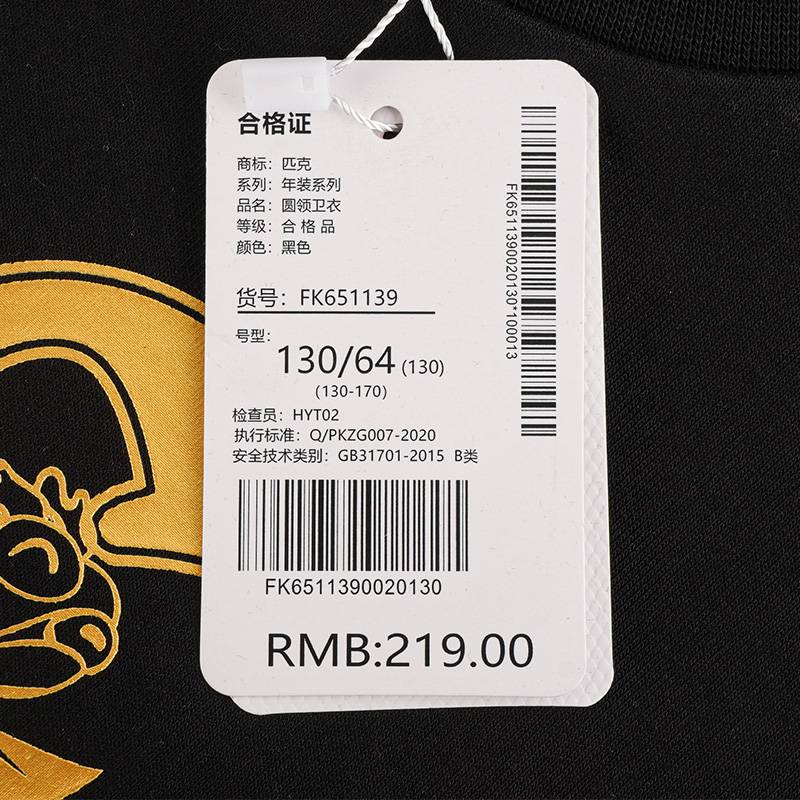 合格证
商标：匹克
系列：年装系列
品名：圆领卫衣
等级：合格品
颜色：黑色
货号：FK651139
号型：
130/64 (130)
(130-170)
检查员：HYT02
执行标准：Q/PKZG007-2020
安全技术类别：GB31701-2015 B类
FK6511390020130
RMB:219.00
FK6511390020130*100013